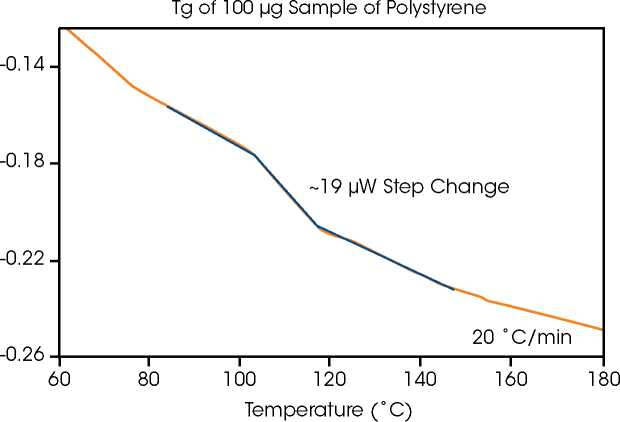 Tg of 100 µg Sample of Polystyrene
-0.14
-0.18
~19 µW Step Change
-0.22
20 °C/min
-0.26
60 80 100 120 140 160 180
Temperature (°C)